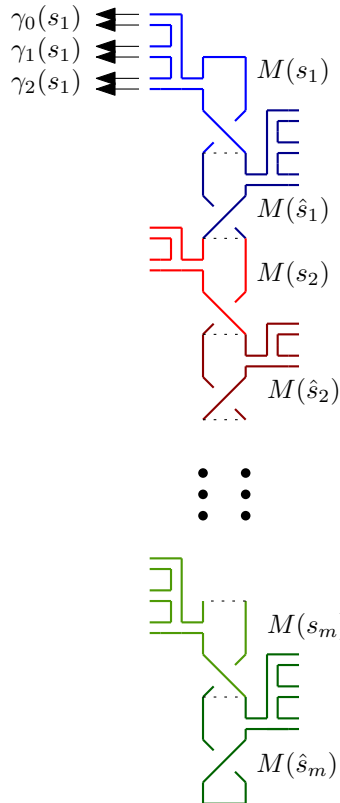 γ₀(s₁)
γ₁(s₁)
γ₂(s₁)
M(s₁)
M(ŝ₁)
M(s₂)
M(ŝ₂)
M(sₘ)
M(ŝₘ)